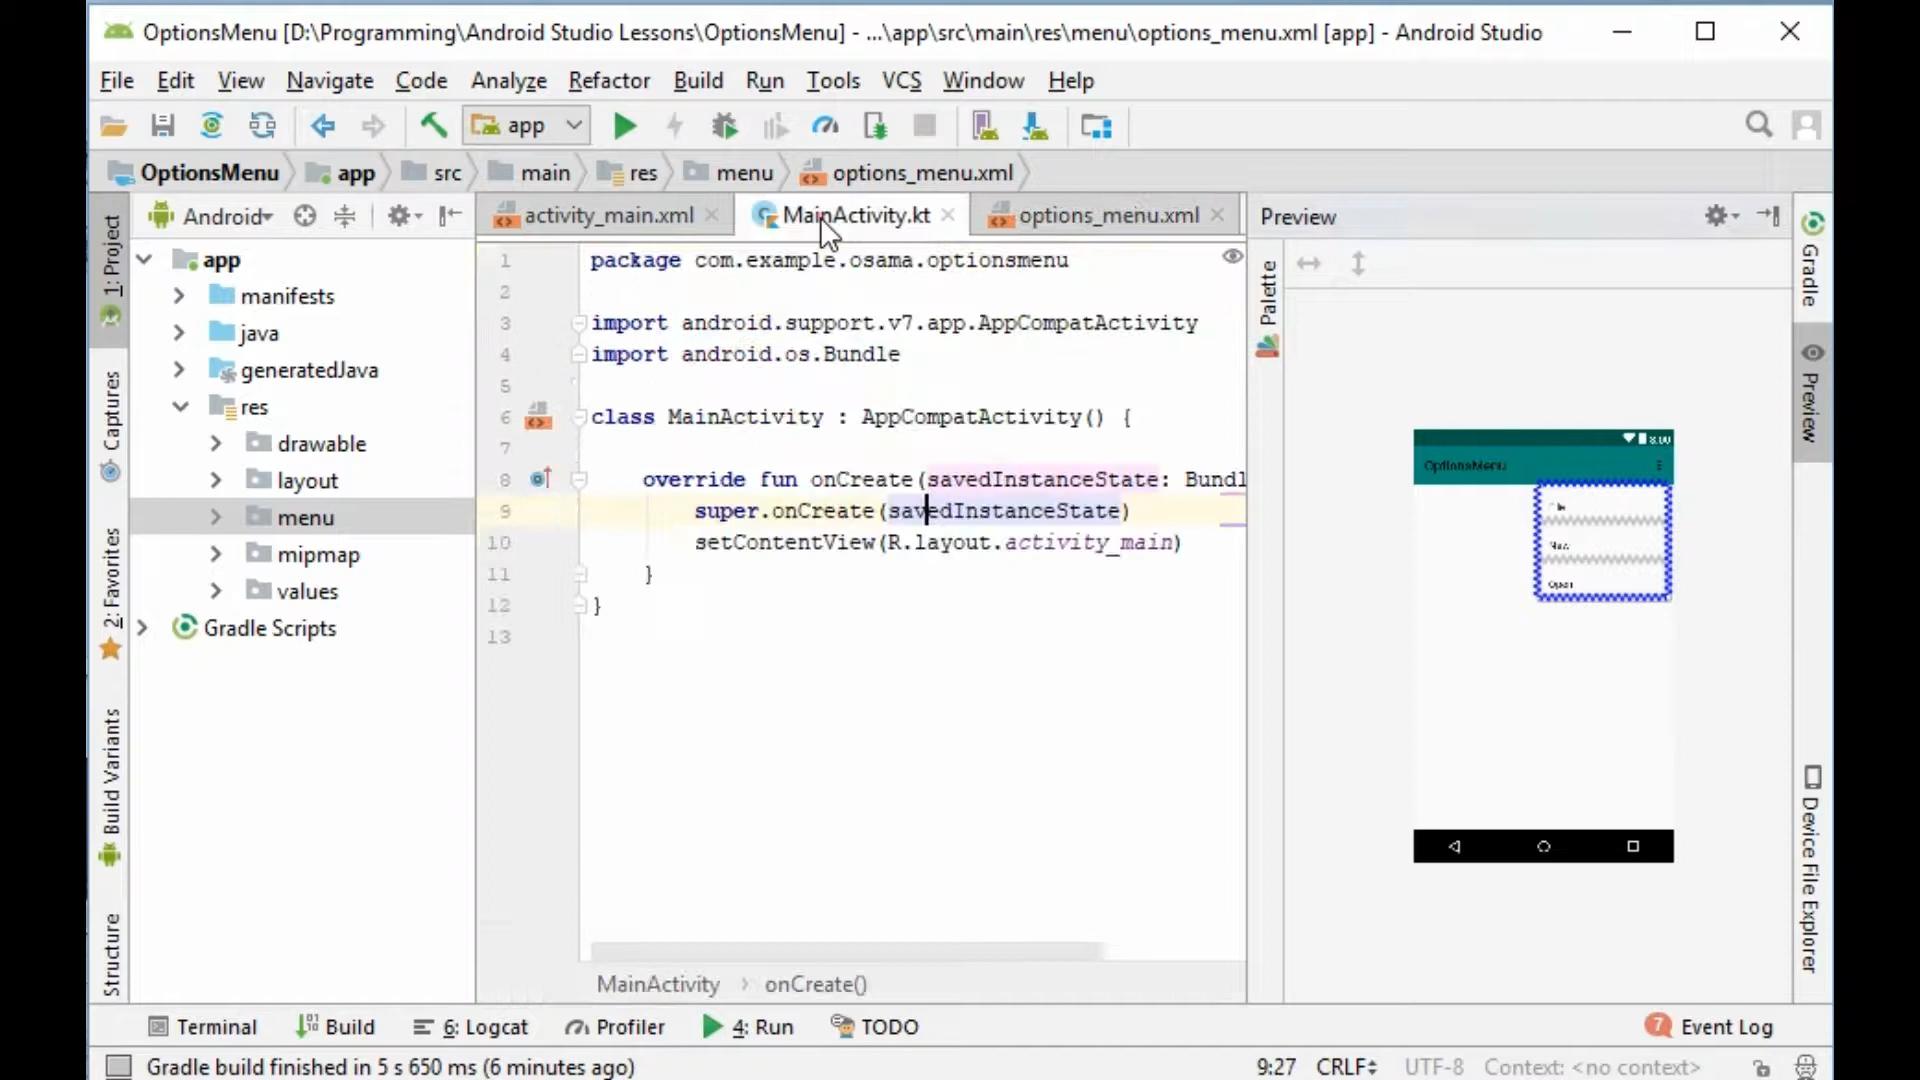 OptionsMenu [D:\Programming\Android Studio Lessons\OptionsMenu] - ...\app\src\main\res\menu\options_menu.xml [app] - Android Studio
File Edit View Navigate Code Analyze Refactor Build Run Tools VCS Window Help
app
OptionsMenu app src main res menu options_menu.xml
1: Project
Captures
2: Favorites
Build Variants
Structure
Android
app
manifests
java
generatedJava
res
drawable
layout
menu
mipmap
values
Gradle Scripts
activity_main.xml MainActivity.kt options_menu.xml
1 package com.example.osama.optionsmenu
2
3 import android.support.v7.app.AppCompatActivity
4 import android.os.Bundle
5
6 class MainActivity : AppCompatActivity() {
7
8 override fun onCreate(savedInstanceState: Bundl
9 super.onCreate(savedInstanceState)
10 setContentView(R.layout.activity_main)
11 }
12 }
13
MainActivity onCreate()
Preview
Palette
8:00
OptionsMenu
New
Open
Gradle
Preview
Device File Explorer
Terminal Build 6: Logcat Profiler 4: Run TODO 7 Event Log
Gradle build finished in 5 s 650 ms (6 minutes ago) 9:27 CRLF UTF-8 Context: <no context>